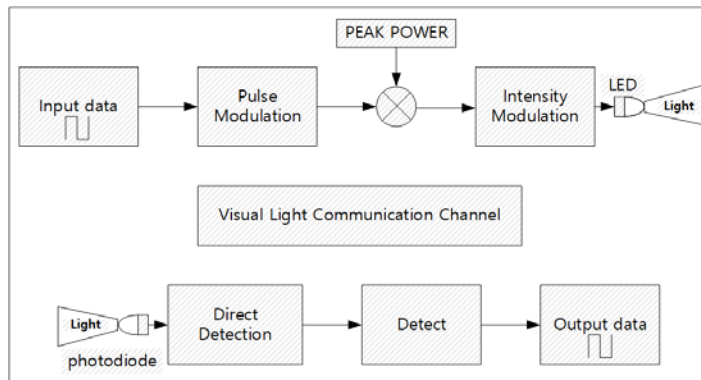 PEAK POWER
Input data
Pulse
Modulation
Intensity
Modulation
LED
Light
Visual Light Communication Channel
Light
photodiode
Direct
Detection
Detect
Output data